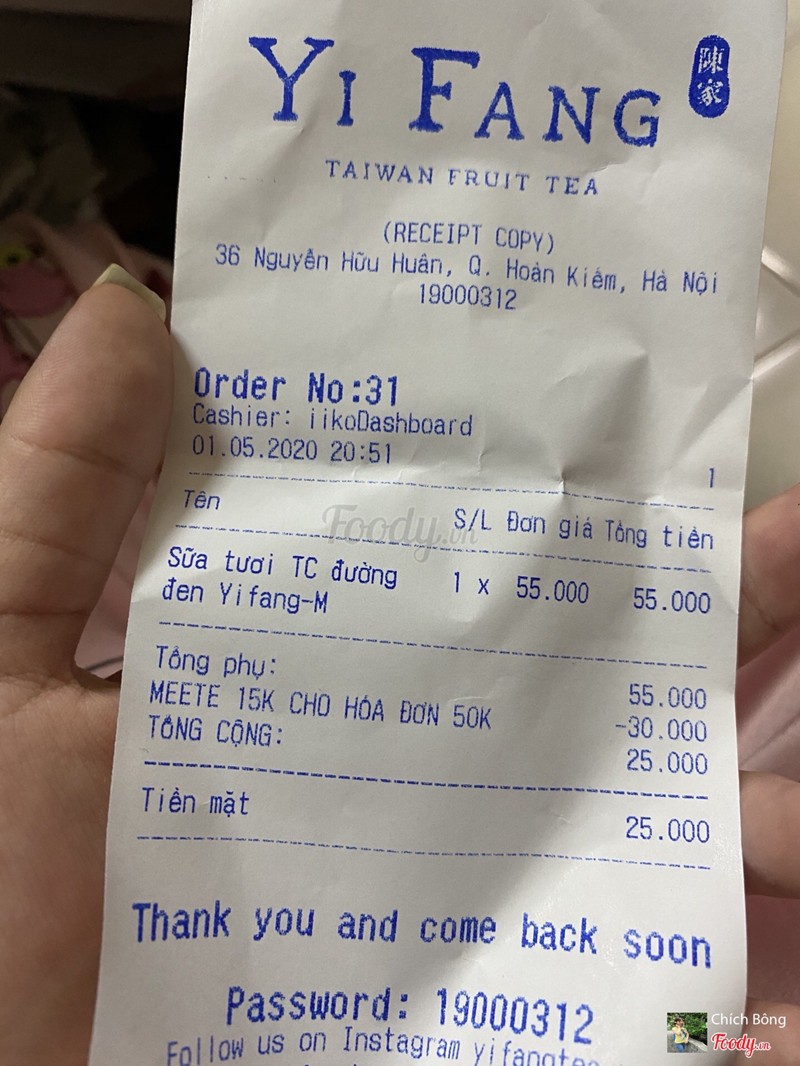 YI FANG
陳家
TAIWAN FRUIT TEA
(RECEIPT COPY)
36 Nguyễn Hữu Huân, Q. Hoàn Kiếm, Hà Nội
19000312
Order No:31
Cashier: iikoDashboard
01.05.2020 20:51
1
Tên S/L Đơn giá Tổng tiền
Sữa tươi TC đường 1 x 55.000 55.000
đen Yifang-M
Tổng phụ: 55.000
MEETE 15K CHO HÓA ĐƠN 50K -30.000
TỔNG CỘNG: 25.000
Tiền mặt 25.000
Thank you and come back soon
Password: 19000312
Follow us on Instagram yifangtea
Foody.vn
Chích Bông
Foody.vn